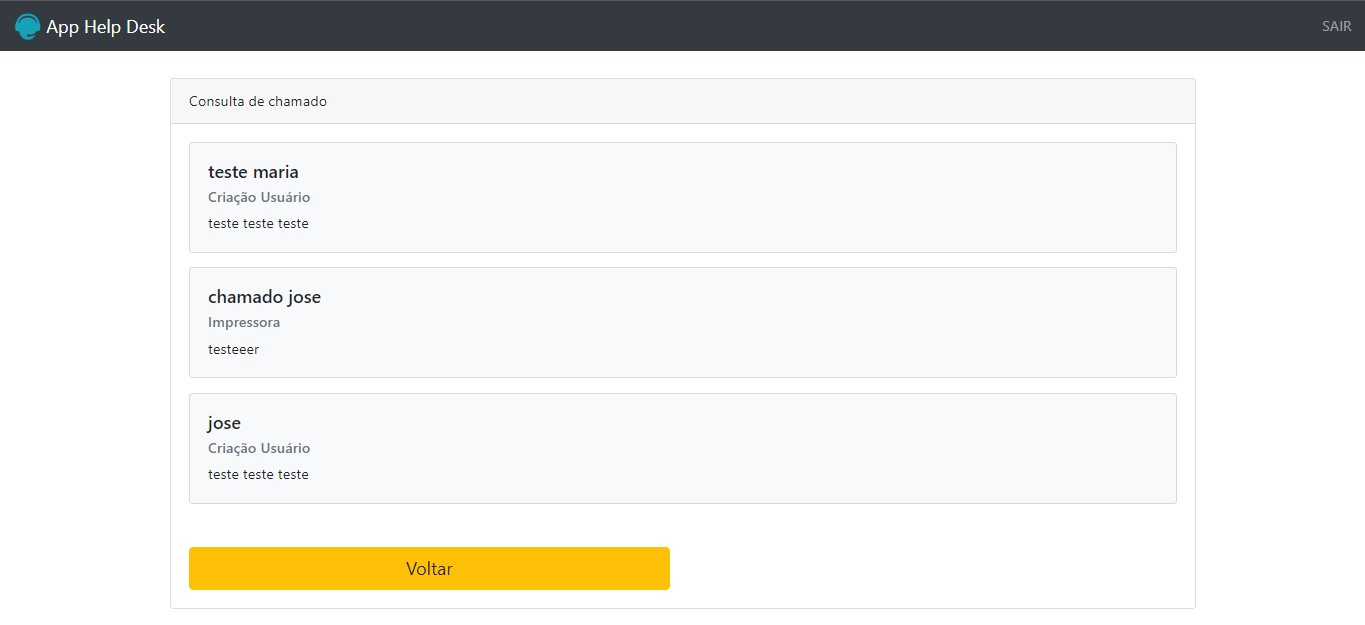 App Help Desk
SAIR
Consulta de chamado
teste maria
Criação Usuário
teste teste teste
chamado jose
Impressora
testeeer
jose
Criação Usuário
teste teste teste
Voltar